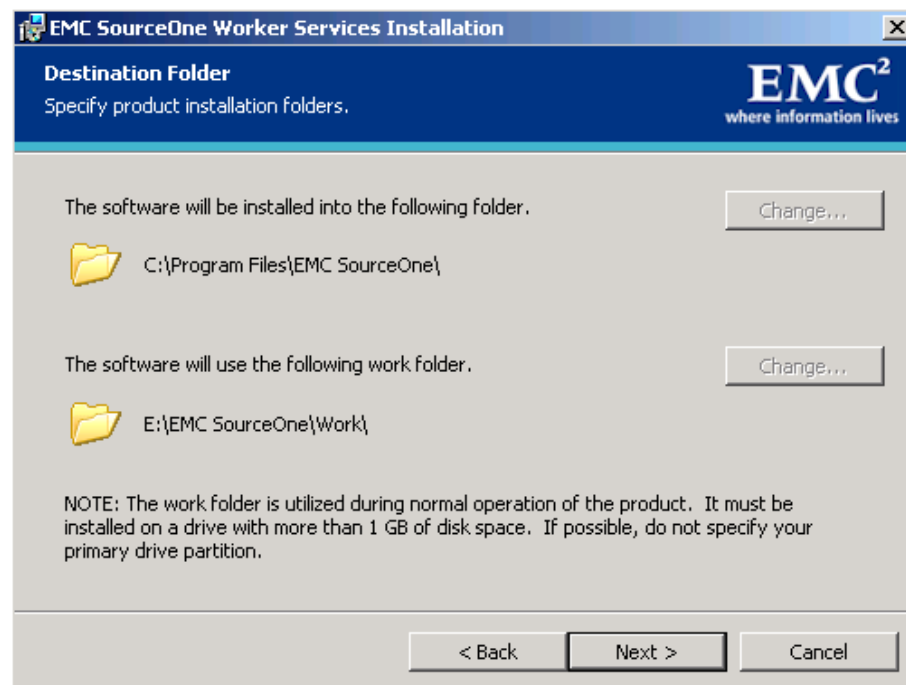 EMC SourceOne Worker Services Installation
Destination Folder
Specify product installation folders.
EMC²
where information lives
The software will be installed into the following folder.
Change...
C:\Program Files\EMC SourceOne\
The software will use the following work folder.
Change...
E:\EMC SourceOne\Work\
NOTE: The work folder is utilized during normal operation of the product.  It must be
installed on a drive with more than 1 GB of disk space.  If possible, do not specify your
primary drive partition.
< Back
Next >
Cancel